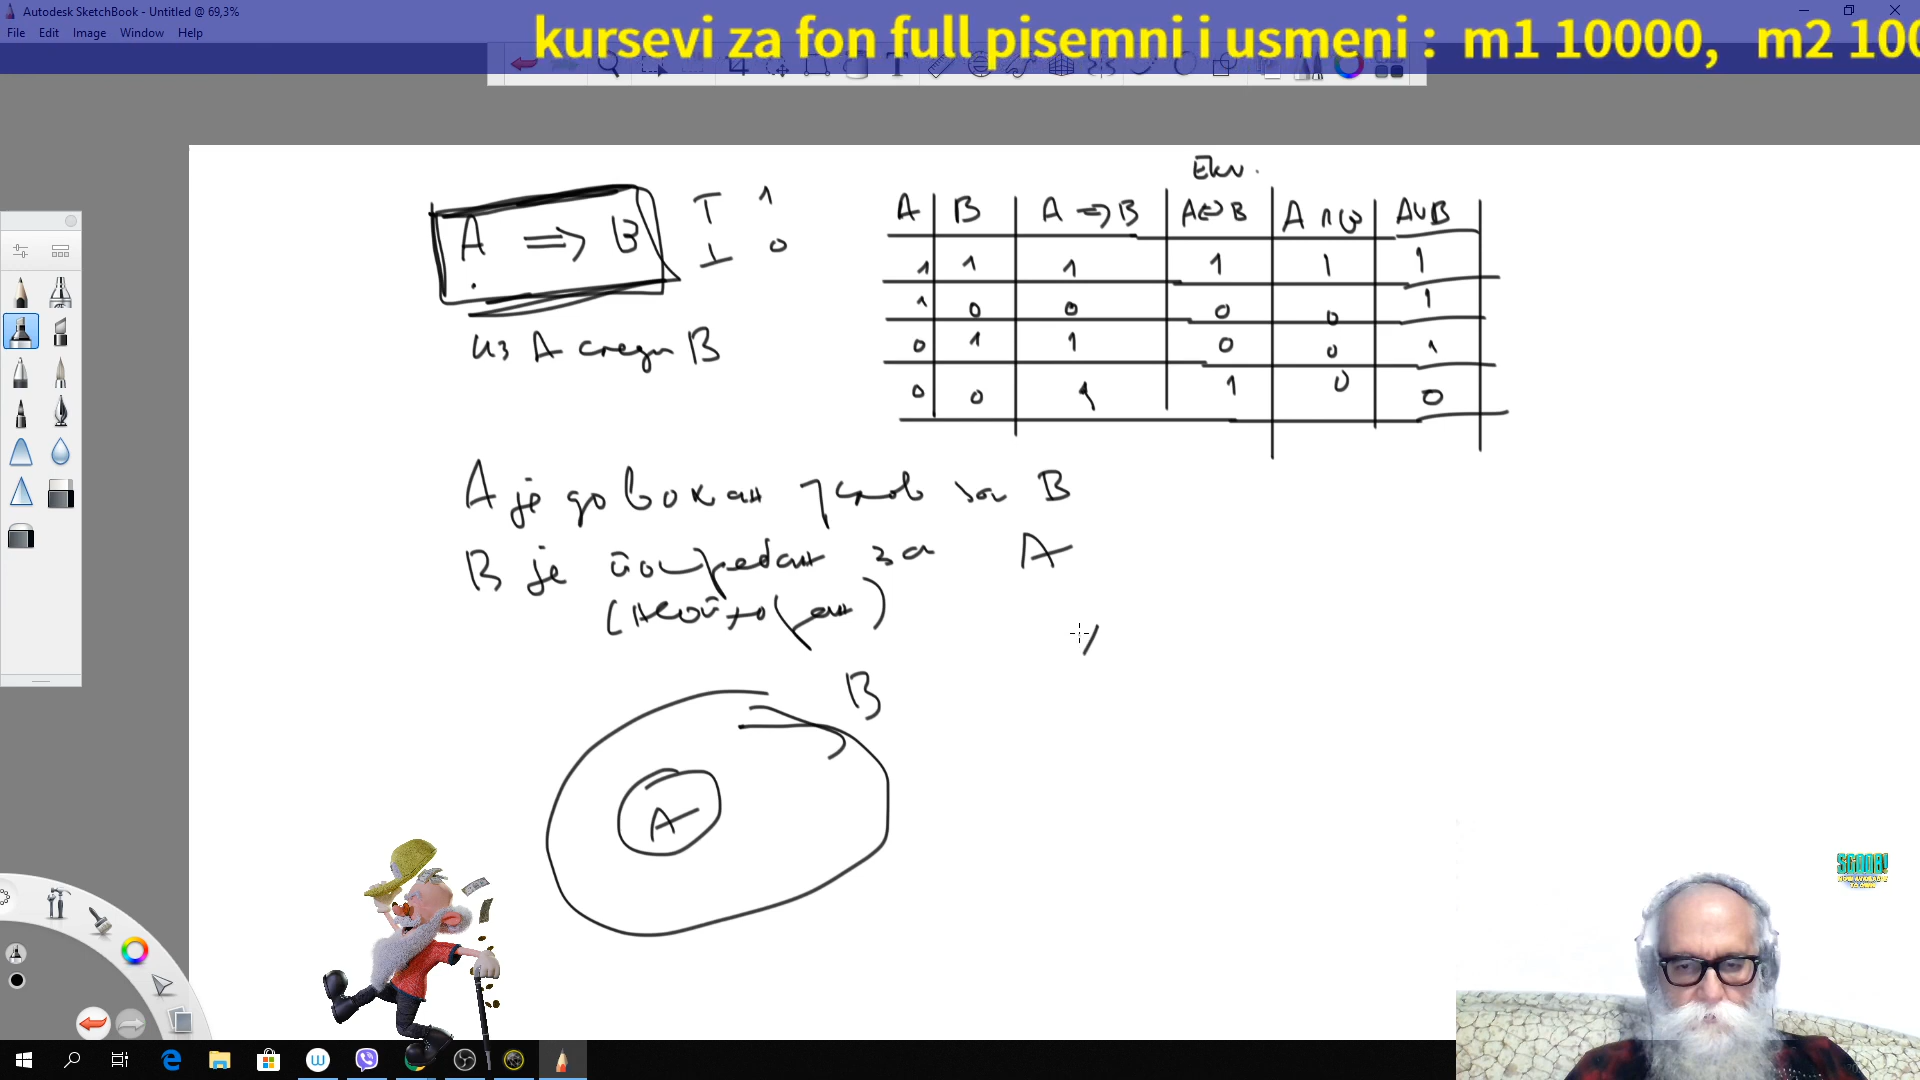 Autodesk SketchBook - Untitled @ 69,3%
File Edit Image Window Help
kursevi za fon full pisemni i usmeni : m1 10000, m2 100
A ⇒ B
T 1
⊥ 0
из A следи B
Екв.
A B A ⇒ B A⇔B A ∧ B A∨B
1 1 1 1 1 1
1 0 0 0 0 1
0 1 1 0 0 1
0 0 1 1 0 0
A је довољан услов за B
B је потребан за A
(неопходан)
B
A
SCOOB!